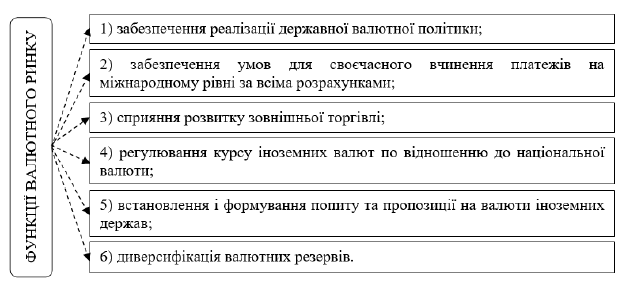 ФУНКЦІЇ ВАЛЮТНОГО РИНКУ
1) забезпечення реалізації державної валютної політики;
2) забезпечення умов для своєчасного вчинення платежів на
міжнародному рівні за всіма розрахунками;
3) сприяння розвитку зовнішньої торгівлі;
4) регулювання курсу іноземних валют по відношенню до національної
валюти;
5) встановлення і формування попиту та пропозиції на валюти іноземних
держав;
6) диверсифікація валютних резервів.